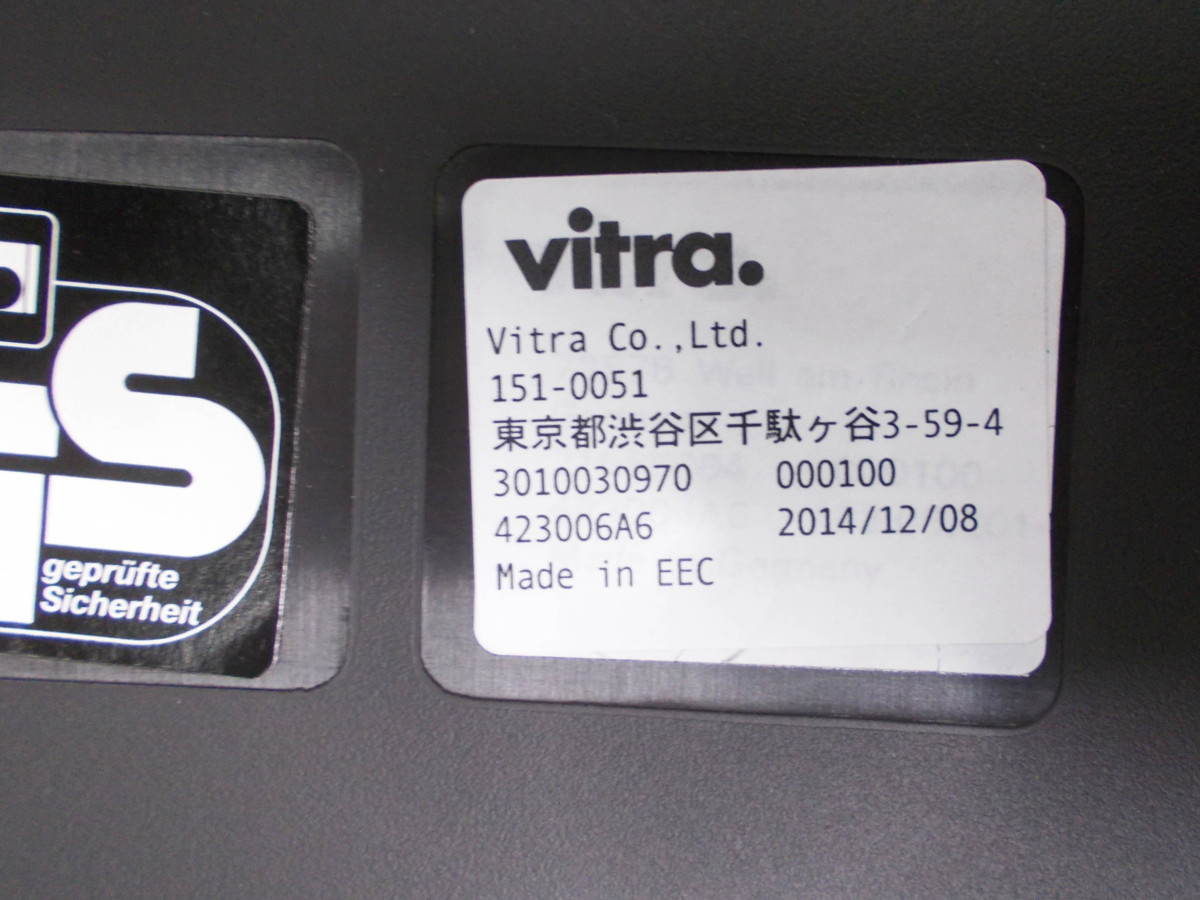 GS
geprüfte
Sicherheit
vitra.
Vitra Co.,Ltd.
151-0051
東京都渋谷区千駄ヶ谷3-59-4
3010030970 000100
423006A6 2014/12/08
Made in EEC